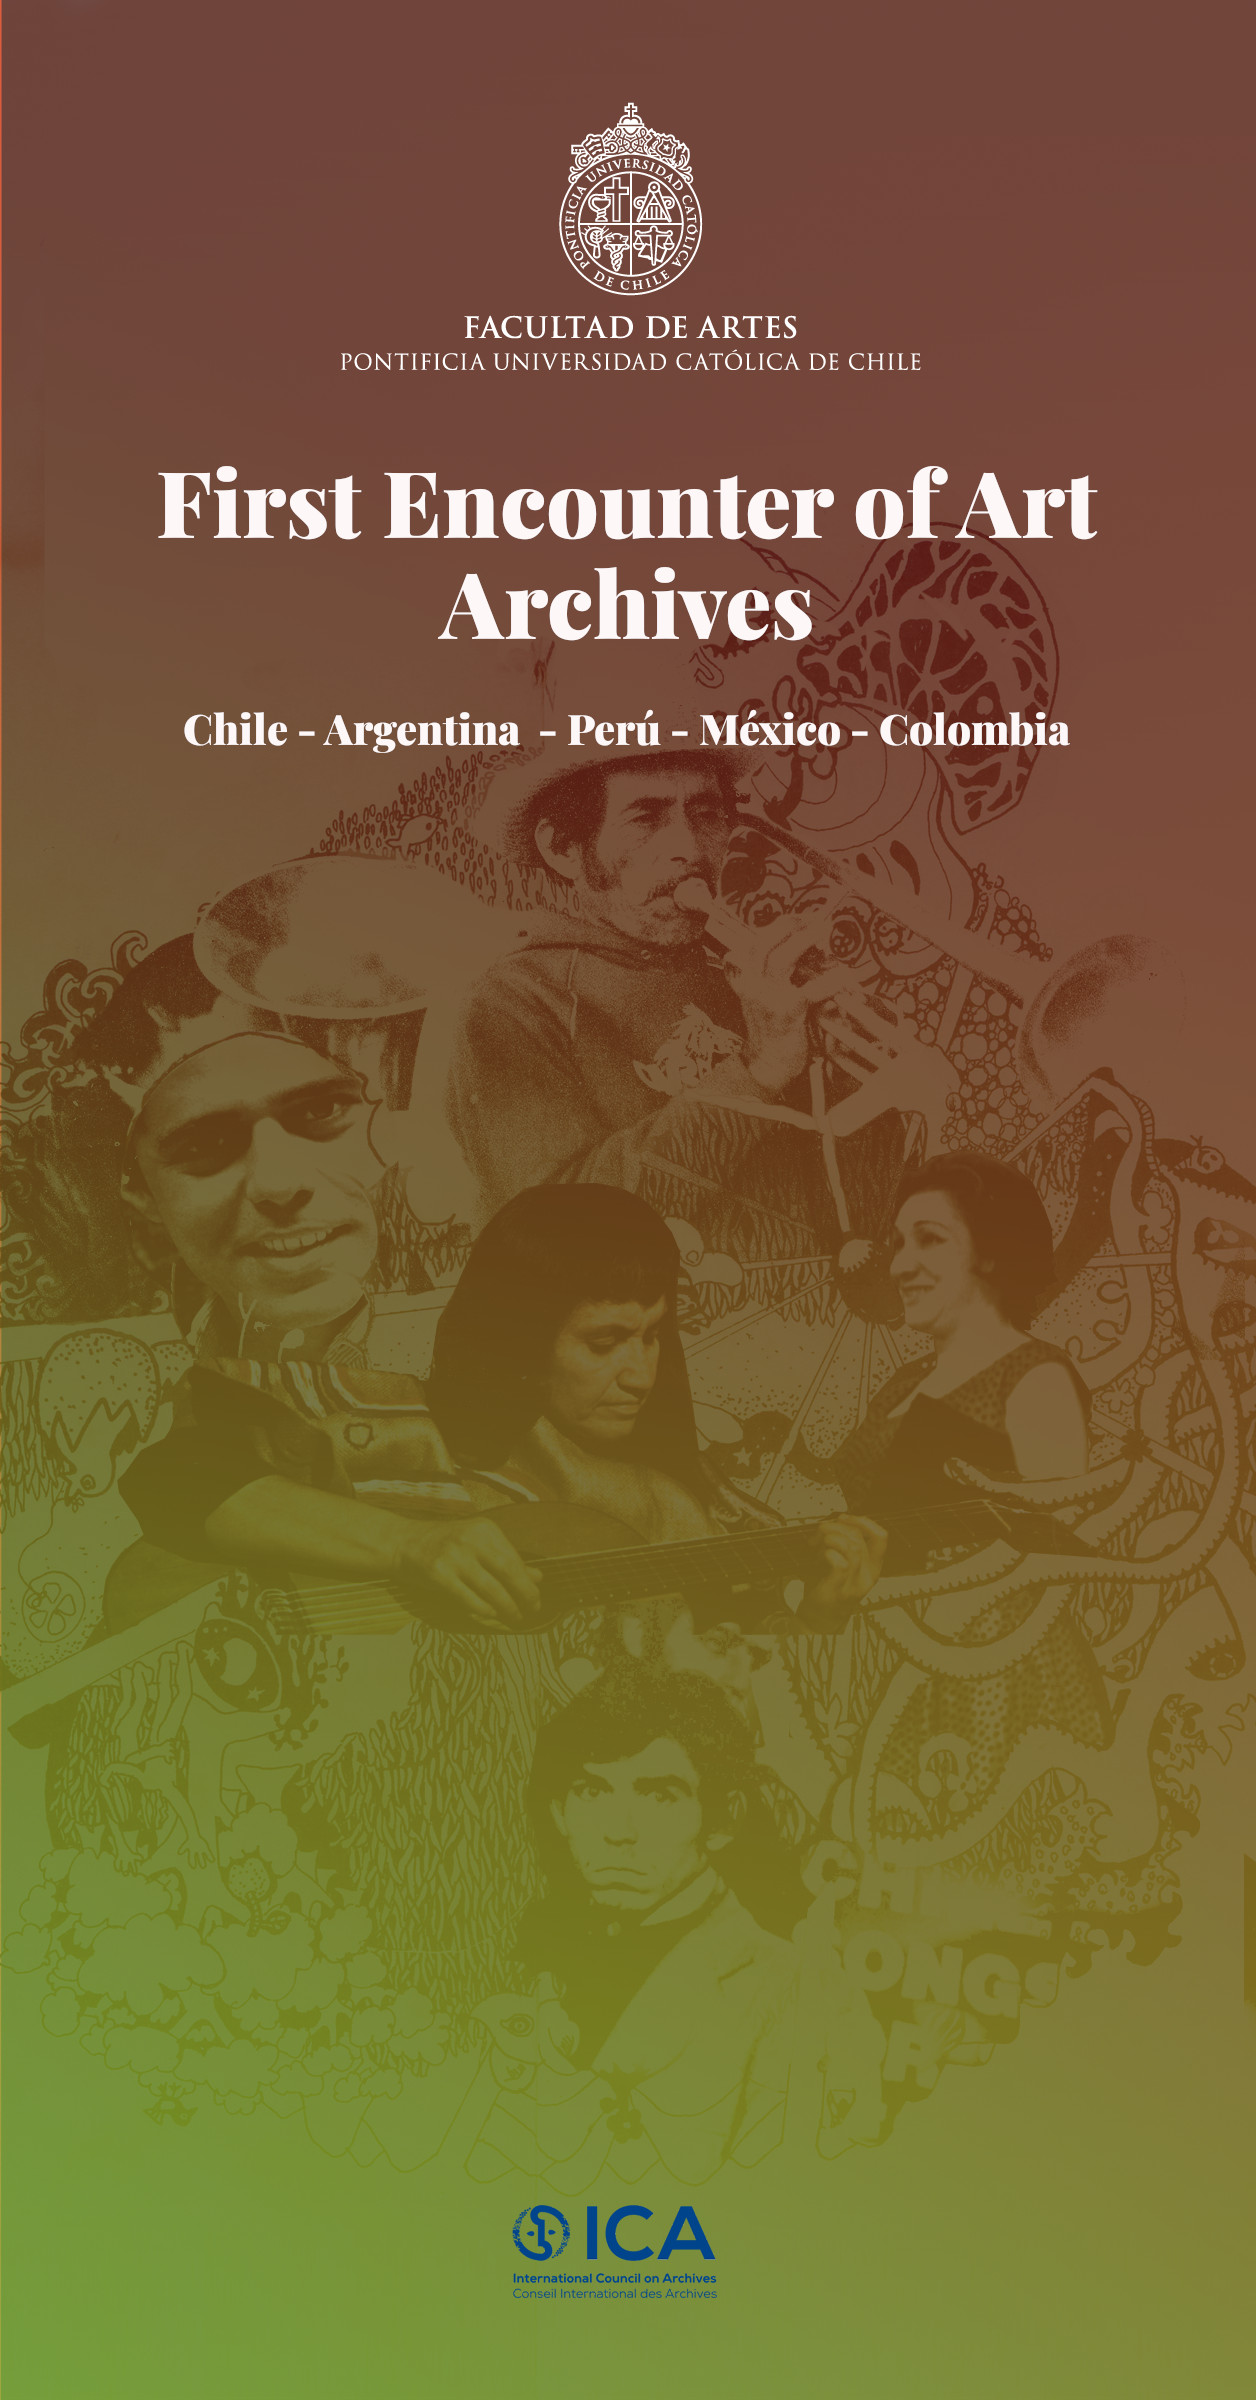 PONTIFICIA UNIVERSIDAD CATÓLICA DE CHILE
FACULTAD DE ARTES
PONTIFICIA UNIVERSIDAD CATÓLICA DE CHILE
First Encounter of Art
Archives
Chile - Argentina - Perú - México - Colombia
ONGS
ICA
International Council on Archives
Conseil International des Archives